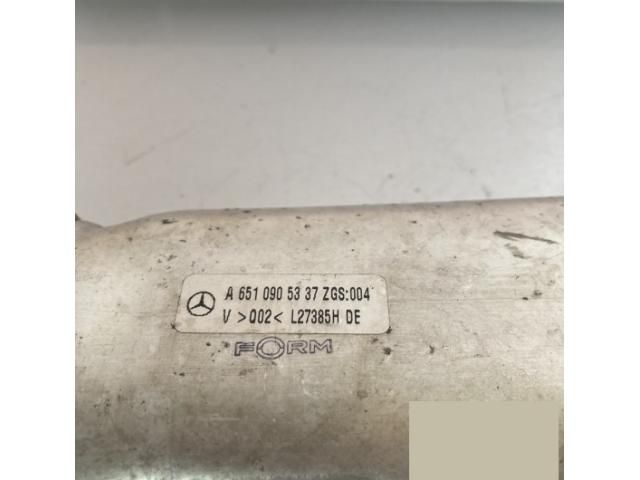 A 651 090 53 37 ZGS:004
V >002< L27385H DE
FORM